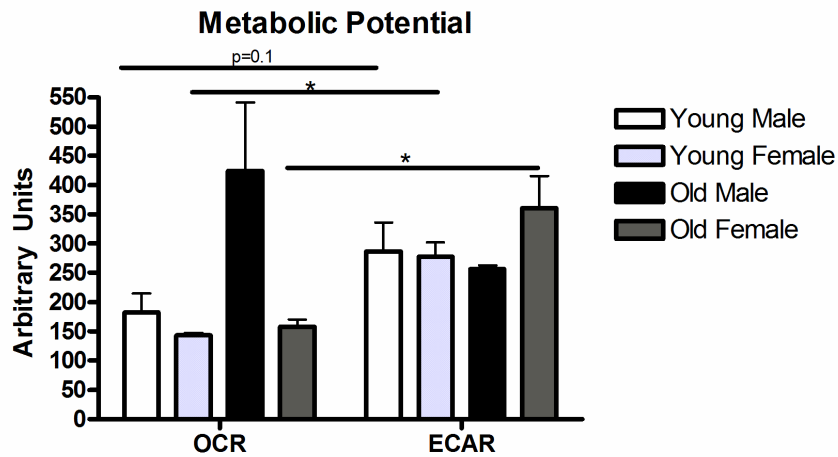 Metabolic Potential
p=0.1
*
*
Arbitrary Units
550
500
450
400
350
300
250
200
150
100
50
0
OCR
ECAR
Young Male
Young Female
Old Male
Old Female